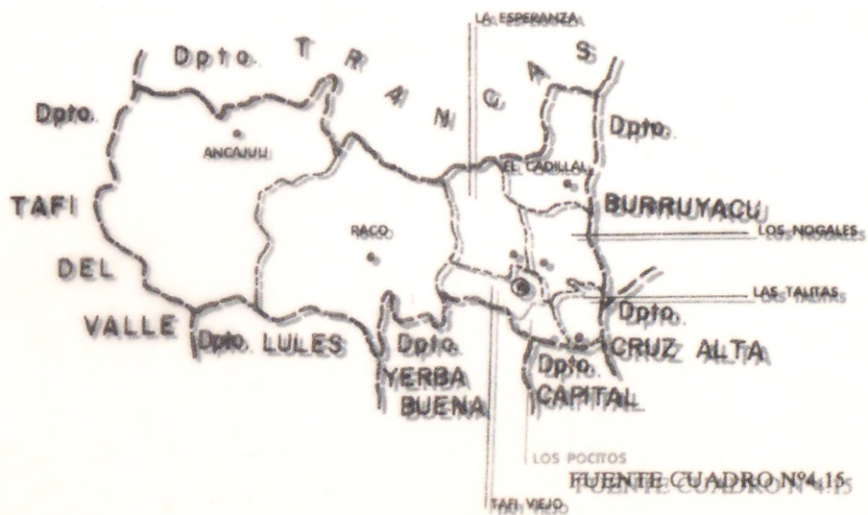 LA ESPERANZA
Dpto. TRANCAS
Dpto.
TAFI
DEL
VALLE
ANCAJULI
EL CADILLAL
Dpto.
BURRUYACU
RACO
LOS NOGALES
LAS TALITAS
Dpto. LULES
Dpto.
YERBA
BUENA
Dpto.
CAPITAL
Dpto.
CRUZ ALTA
LOS POCITOS
TAFI VIEJO
FUENTE CUADRO Nº4.15